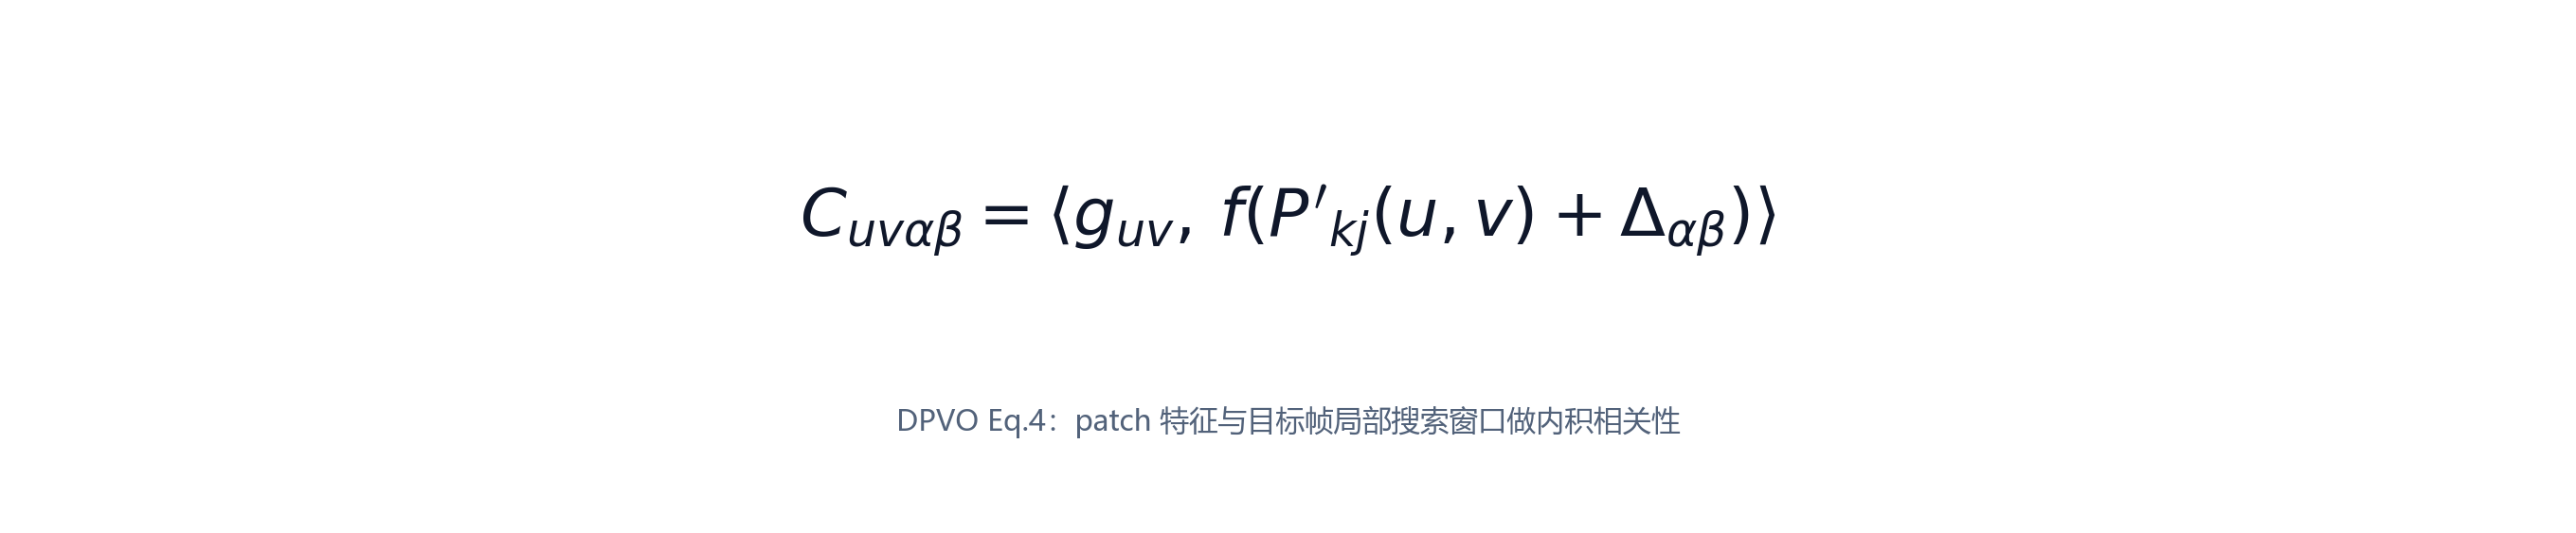 C_{uvαβ} = ⟨g_{uv}, f(P′_{kj}(u, v) + Δ_{αβ})⟩
DPVO Eq.4：patch 特征与目标帧局部搜索窗口做内积相关性